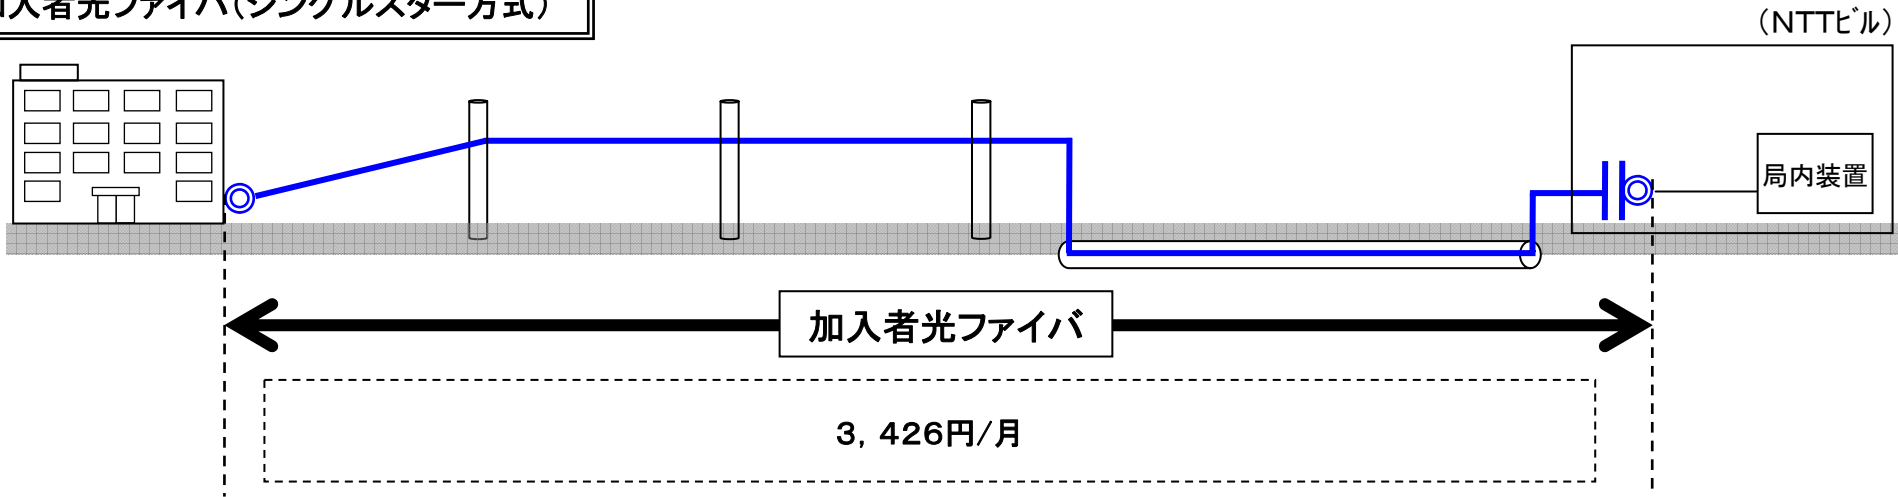 加入者光ファイバ（シングルスター方式）
（NTTﾋﾞﾙ）
局内装置
加入者光ファイバ
３，４２６円/月